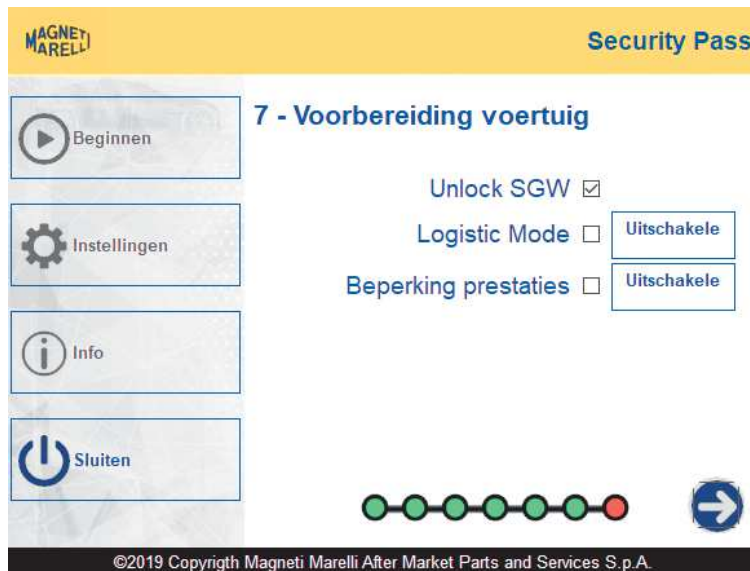 MAGNETI
MARELLI
Security Pass
Beginnen
Instellingen
Info
Sluiten
7 - Voorbereiding voertuig
Unlock SGW
Logistic Mode
Uitschakele
Beperking prestaties
Uitschakele
©2019 Copyrigth Magneti Marelli After Market Parts and Services S.p.A.